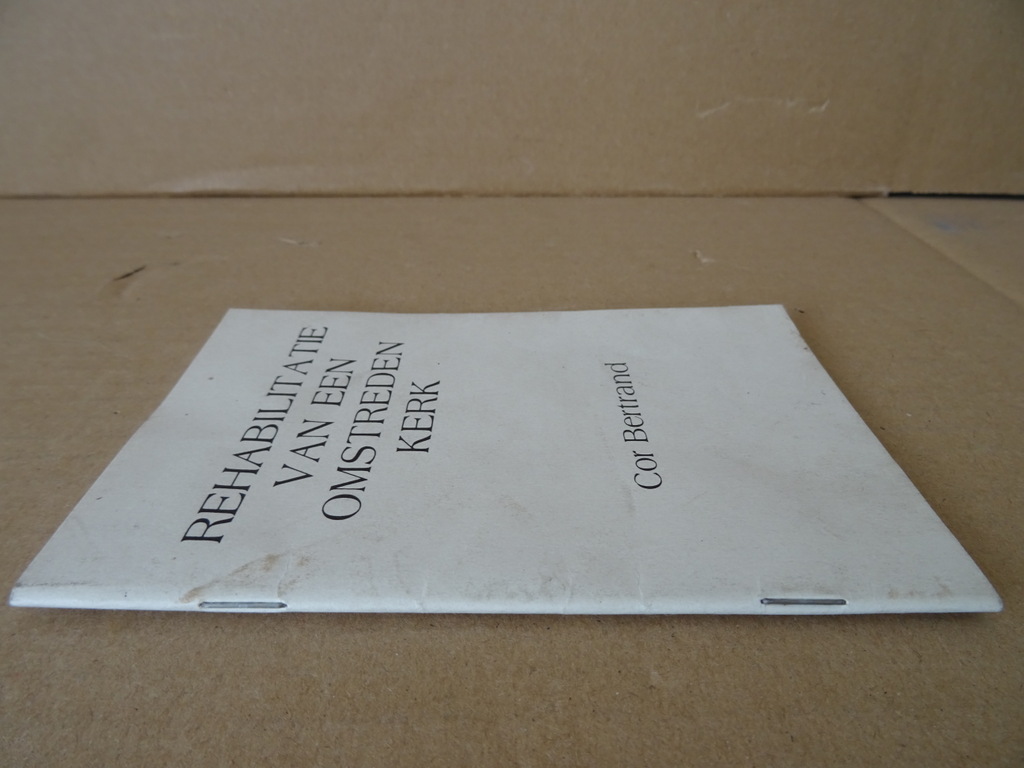 REHABILITATIE
VAN EEN
OMSTREDEN
KERK
Cor Bertrand